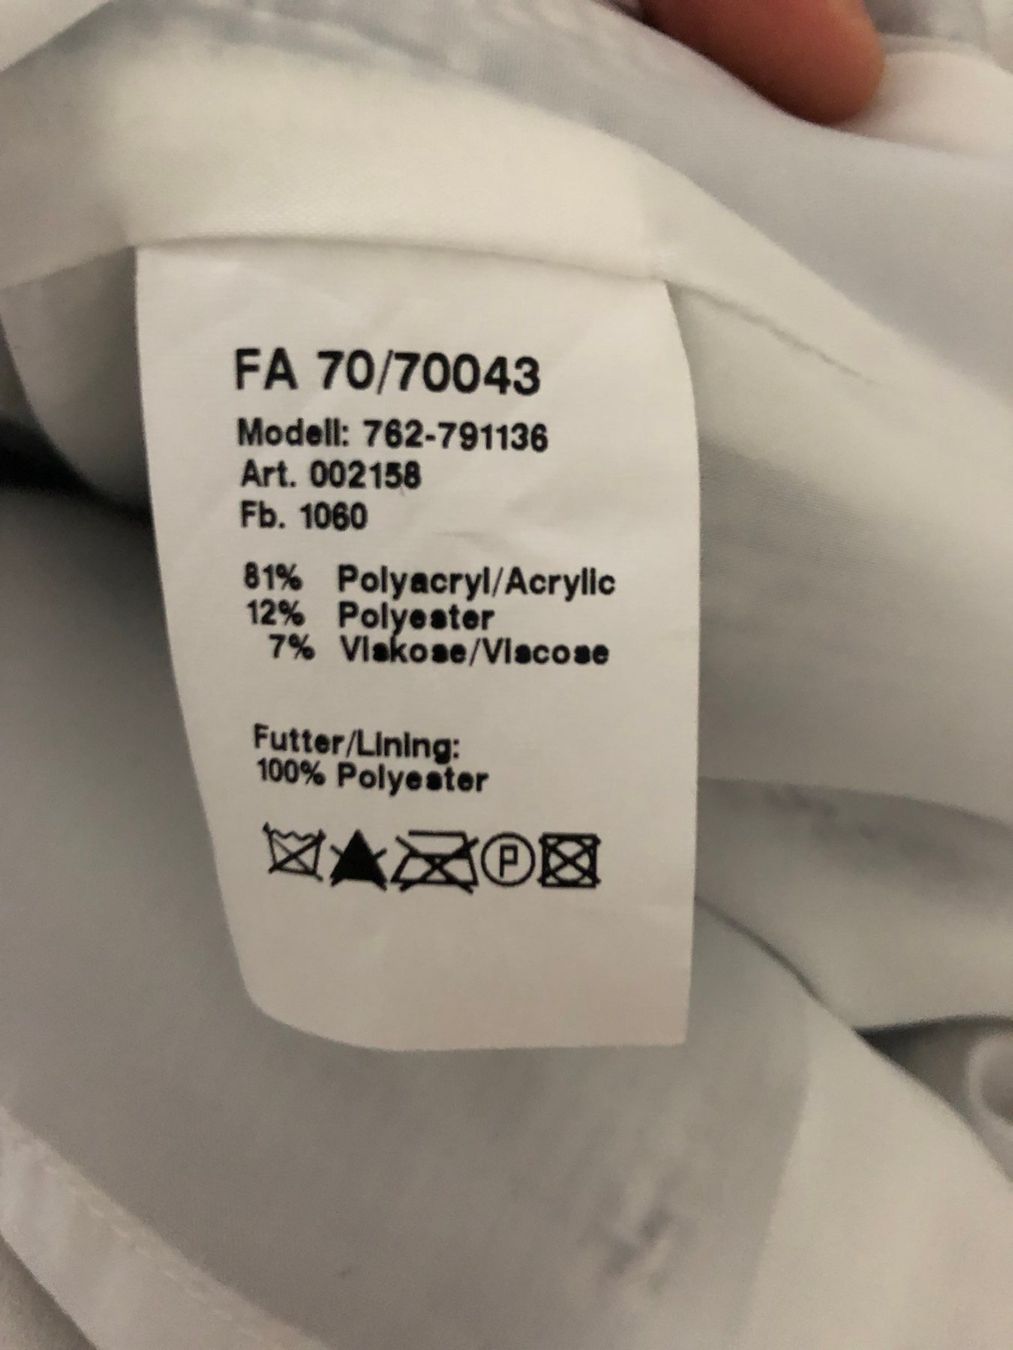 FA 70/70043
Modell: 762-791136
Art. 002158
Fb. 1060
81% Polyacryl/Acrylic
12% Polyester
7% Viskose/Viscose
Futter/Lining:
100% Polyester
P